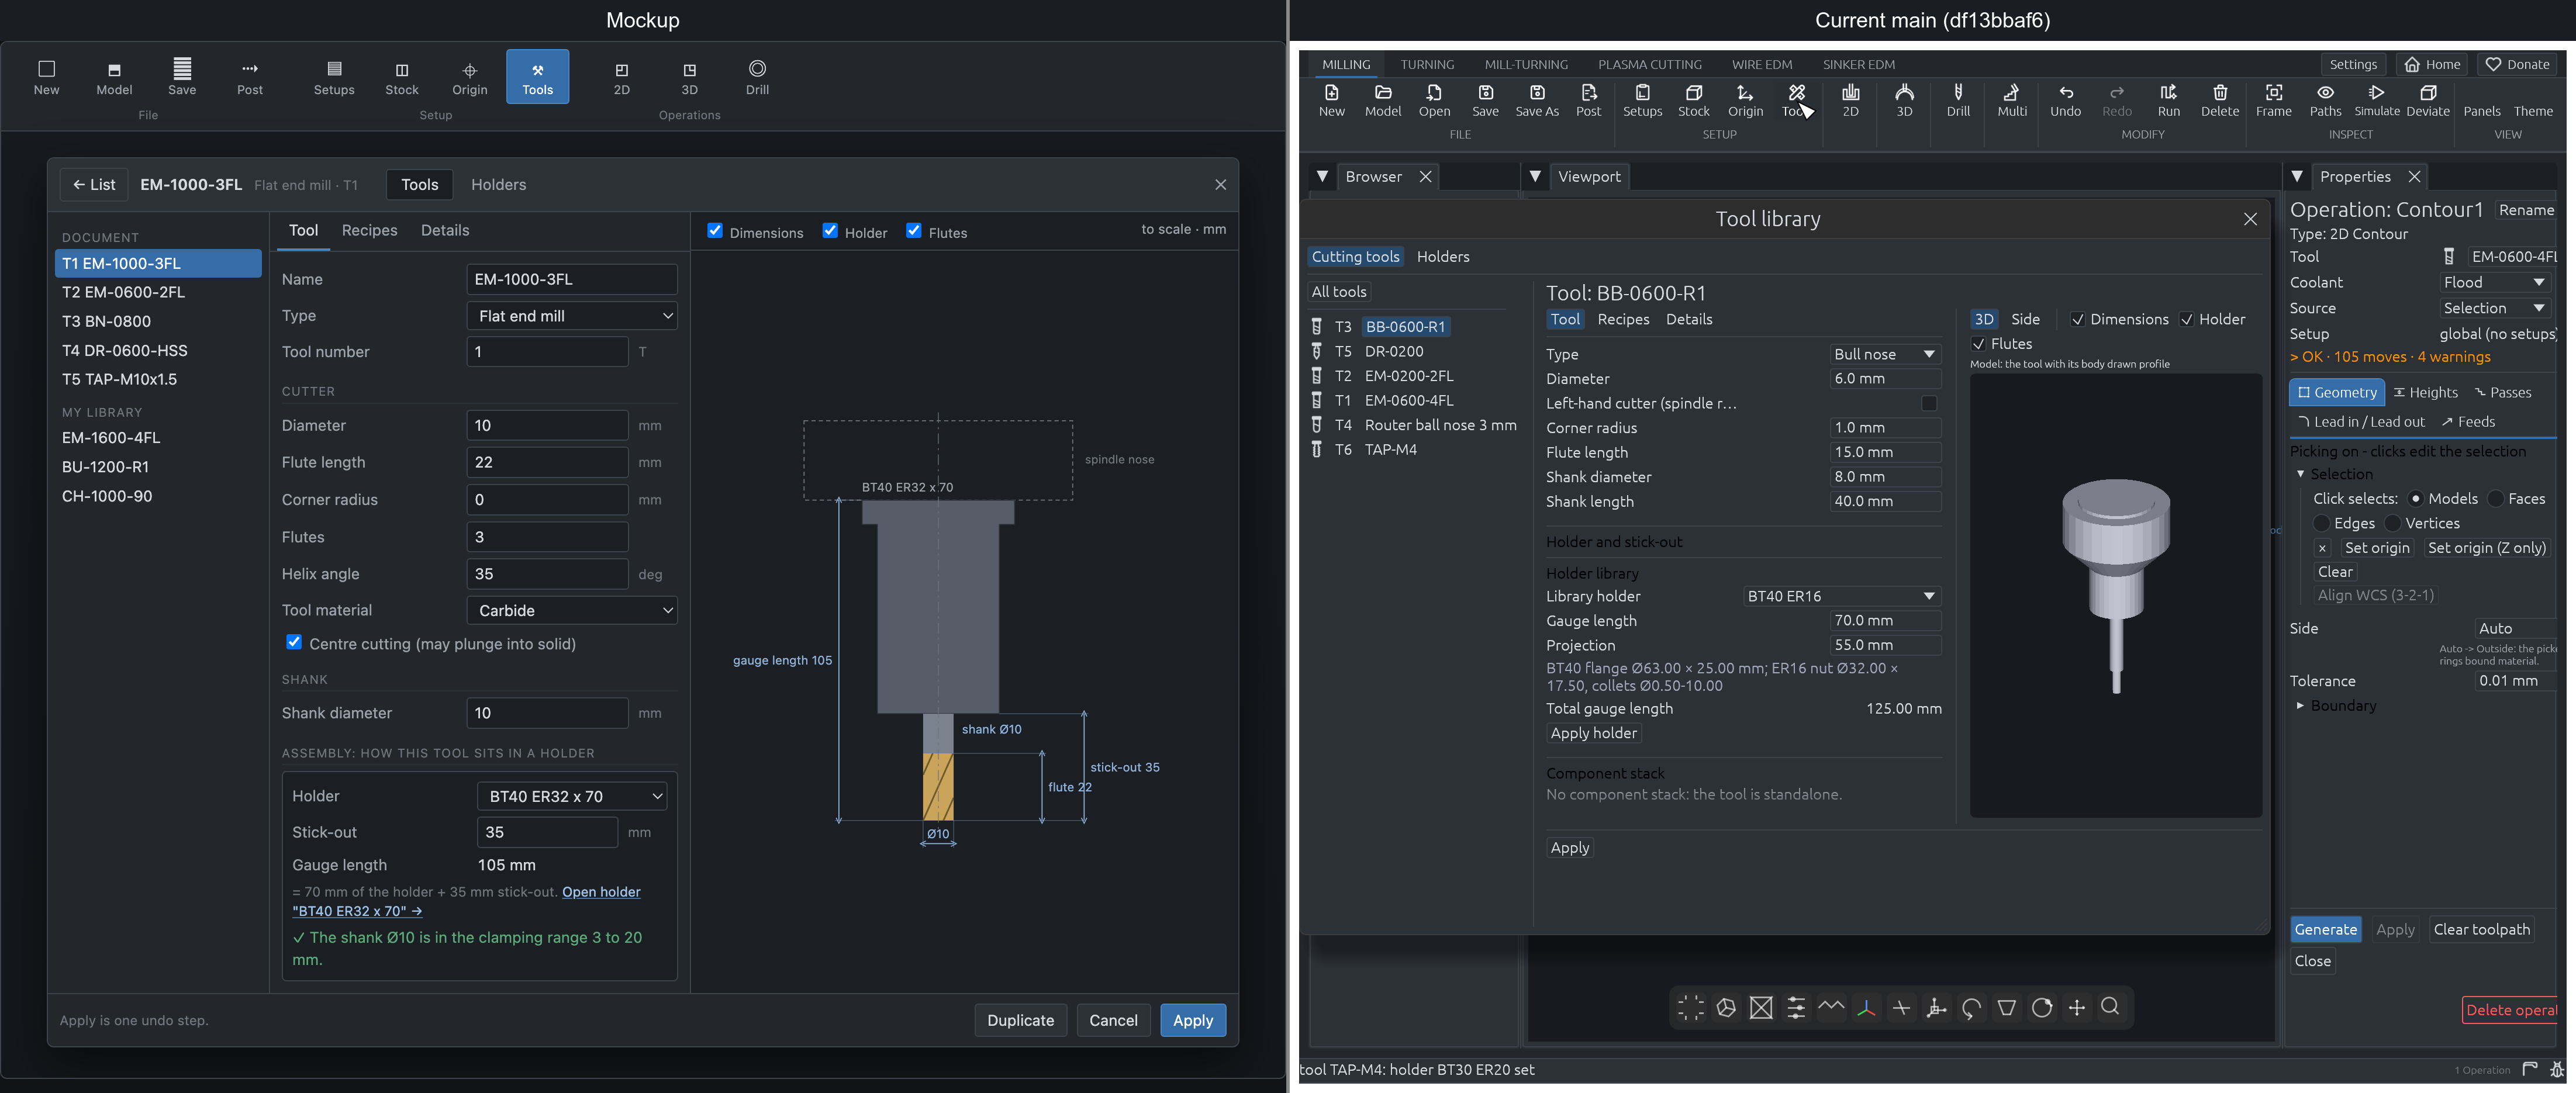 Mockup
New
Model
Save
Post
Setups
Stock
Origin
Tools
2D
3D
Drill
File
Setup
Operations
← List
EM-1000-3FL
Flat end mill · T1
Tools
Holders
DOCUMENT
T1 EM-1000-3FL
T2 EM-0600-2FL
T3 BN-0800
T4 DR-0600-HSS
T5 TAP-M10x1.5
MY LIBRARY
EM-1600-4FL
BU-1200-R1
CH-1000-90
Tool
Recipes
Details
Name
EM-1000-3FL
Type
Flat end mill
Tool number
1
T
CUTTER
Diameter
10
mm
Flute length
22
mm
Corner radius
0
mm
Flutes
3
Helix angle
35
deg
Tool material
Carbide
Centre cutting (may plunge into solid)
SHANK
Shank diameter
10
mm
ASSEMBLY: HOW THIS TOOL SITS IN A HOLDER
Holder
BT40 ER32 x 70
Stick-out
35
mm
Gauge length
105 mm
= 70 mm of the holder + 35 mm stick-out. Open holder
"BT40 ER32 x 70" →
✓ The shank Ø10 is in the clamping range 3 to 20
mm.
Dimensions
Holder
Flutes
to scale · mm
spindle nose
BT40 ER32 x 70
gauge length 105
shank Ø10
stick-out 35
flute 22
Ø10
Apply is one undo step.
Duplicate
Cancel
Apply
Current main (df13bbaf6)
MILLING
TURNING
MILL-TURNING
PLASMA CUTTING
WIRE EDM
SINKER EDM
Settings
Home
Donate
New
Model
Open
Save
Save As
Post
Setups
Stock
Origin
2D
3D
Drill
Multi
Undo
Redo
Run
Delete
Frame
Paths
Simulate
Deviate
Panels
Theme
FILE
SETUP
MODIFY
INSPECT
VIEW
Browser
Viewport
Properties
Tool library
Cutting tools
Holders
All tools
T3 BB-0600-R1
T5 DR-0200
T2 EM-0200-2FL
T1 EM-0600-4FL
T4 Router ball nose 3 mm
T6 TAP-M4
Tool: BB-0600-R1
Tool
Recipes
Details
Type
Bull nose
Diameter
6.0 mm
Left-hand cutter (spindle r…
Corner radius
1.0 mm
Flute length
15.0 mm
Shank diameter
8.0 mm
Shank length
40.0 mm
Holder and stick-out
Holder library
Library holder
BT40 ER16
Gauge length
70.0 mm
Projection
55.0 mm
BT40 flange Ø63.00 × 25.00 mm; ER16 nut Ø32.00 ×
17.50, collets Ø0.50-10.00
Total gauge length
125.00 mm
Apply holder
Component stack
No component stack: the tool is standalone.
Apply
3D
Side
Dimensions
Holder
Flutes
Model: the tool with its body drawn profile
Operation: Contour1
Rename
Type: 2D Contour
Tool
EM-0600-4FL
Coolant
Flood
Source
Selection
Setup
global (no setups)
> OK · 105 moves · 4 warnings
Geometry
Heights
Passes
Lead in / Lead out
Feeds
Picking on - clicks edit the selection
Selection
Click selects:
Models
Faces
Edges
Vertices
×
Set origin
Set origin (Z only)
Clear
Align WCS (3-2-1)
Side
Auto
Auto -> Outside: the picke
rings bound material.
Tolerance
0.01 mm
Boundary
Generate
Apply
Clear toolpath
Close
Delete operat
tool TAP-M4: holder BT30 ER20 set
1 Operation